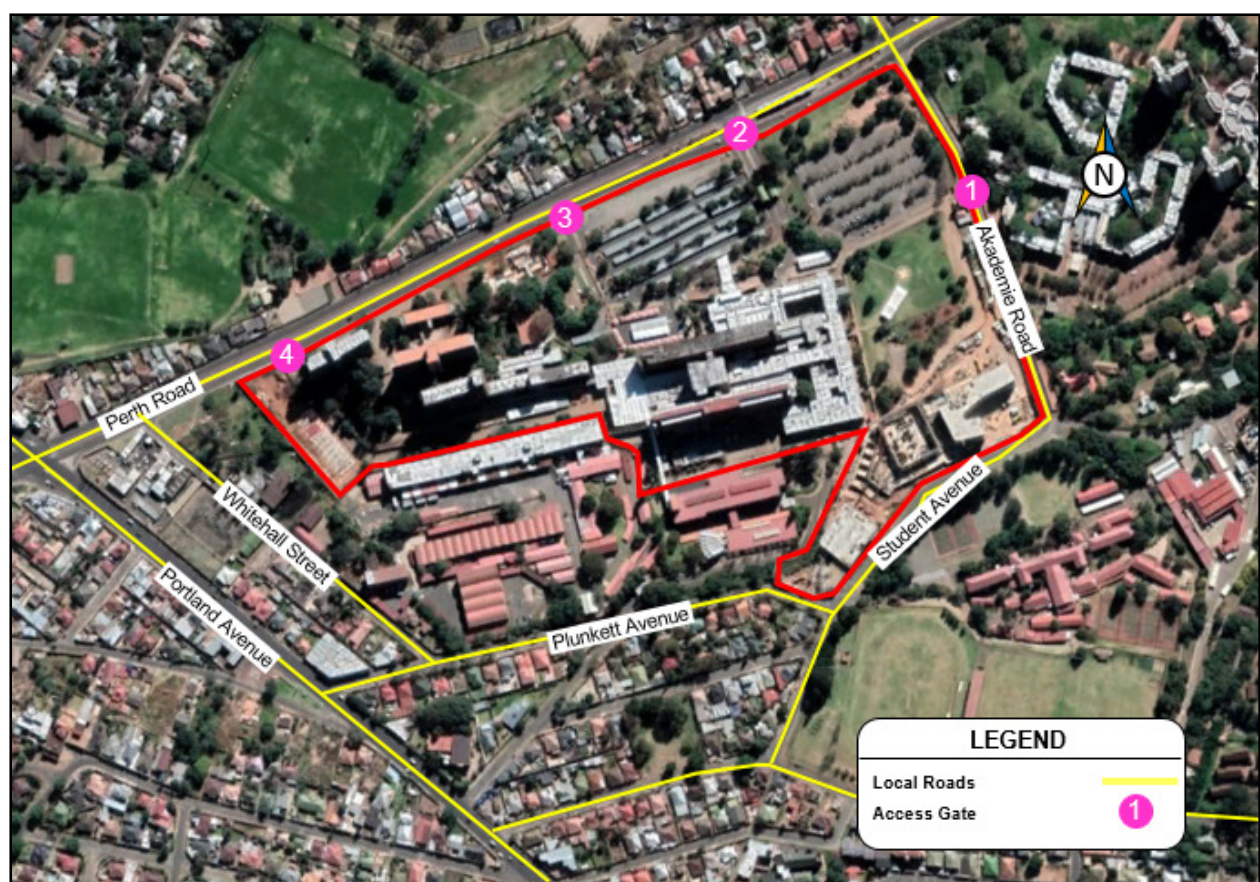 2
1
N
3
Akademie Road
4
Perth Road
Whitehall Street
Student Avenue
Portland Avenue
Plunkett Avenue
LEGEND
Local Roads
Access Gate
1